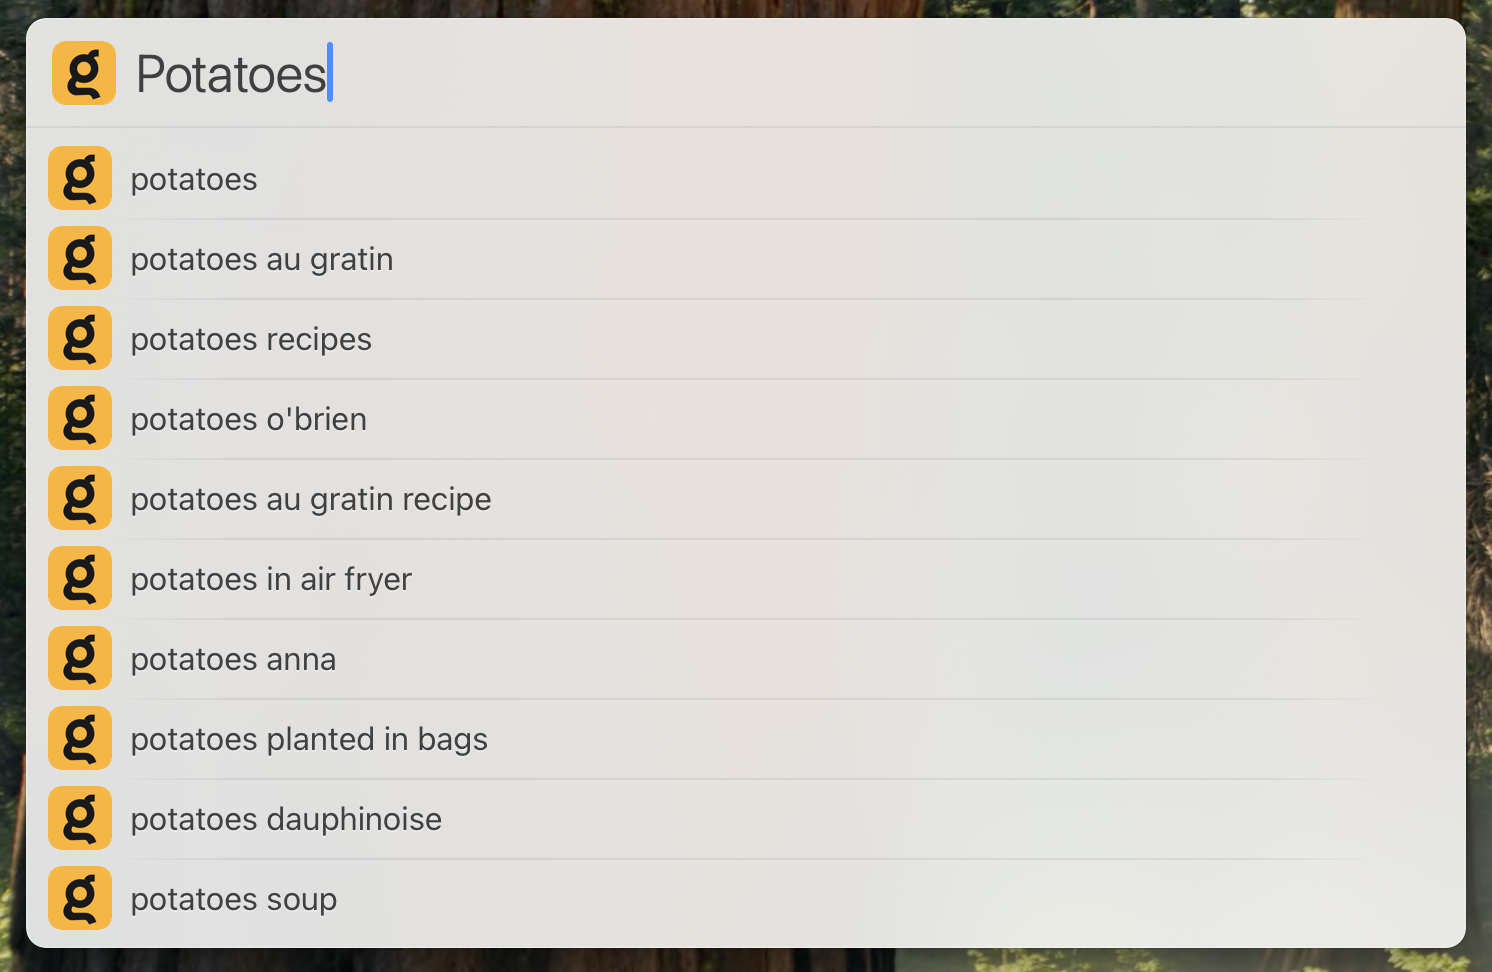 Potatoes
potatoes
potatoes au gratin
potatoes recipes
potatoes o'brien
potatoes au gratin recipe
potatoes in air fryer
potatoes anna
potatoes planted in bags
potatoes dauphinoise
potatoes soup